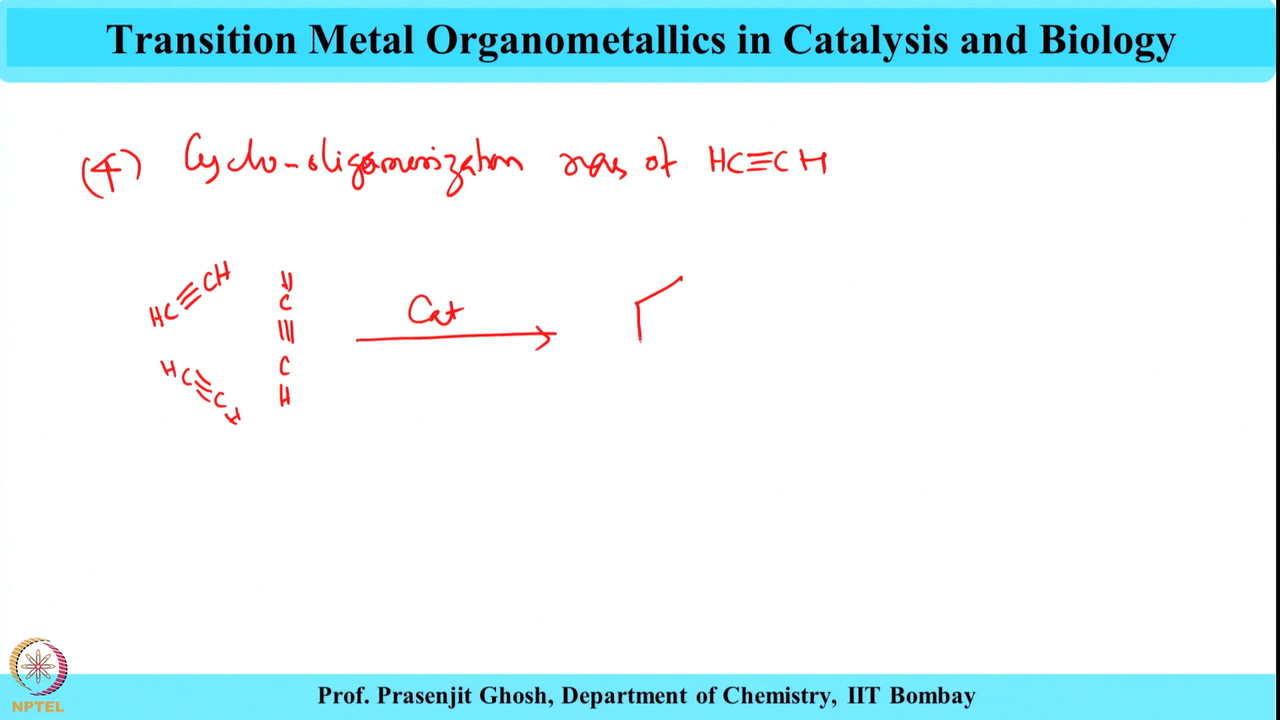 Transition Metal Organometallics in Catalysis and Biology
(4) Cyclo-oligomerization rxns of HC≡CH
HC≡CH
H
C
≡
C
H
Cat
HC≡C
H
Prof. Prasenjit Ghosh, Department of Chemistry, IIT Bombay
NPTEL